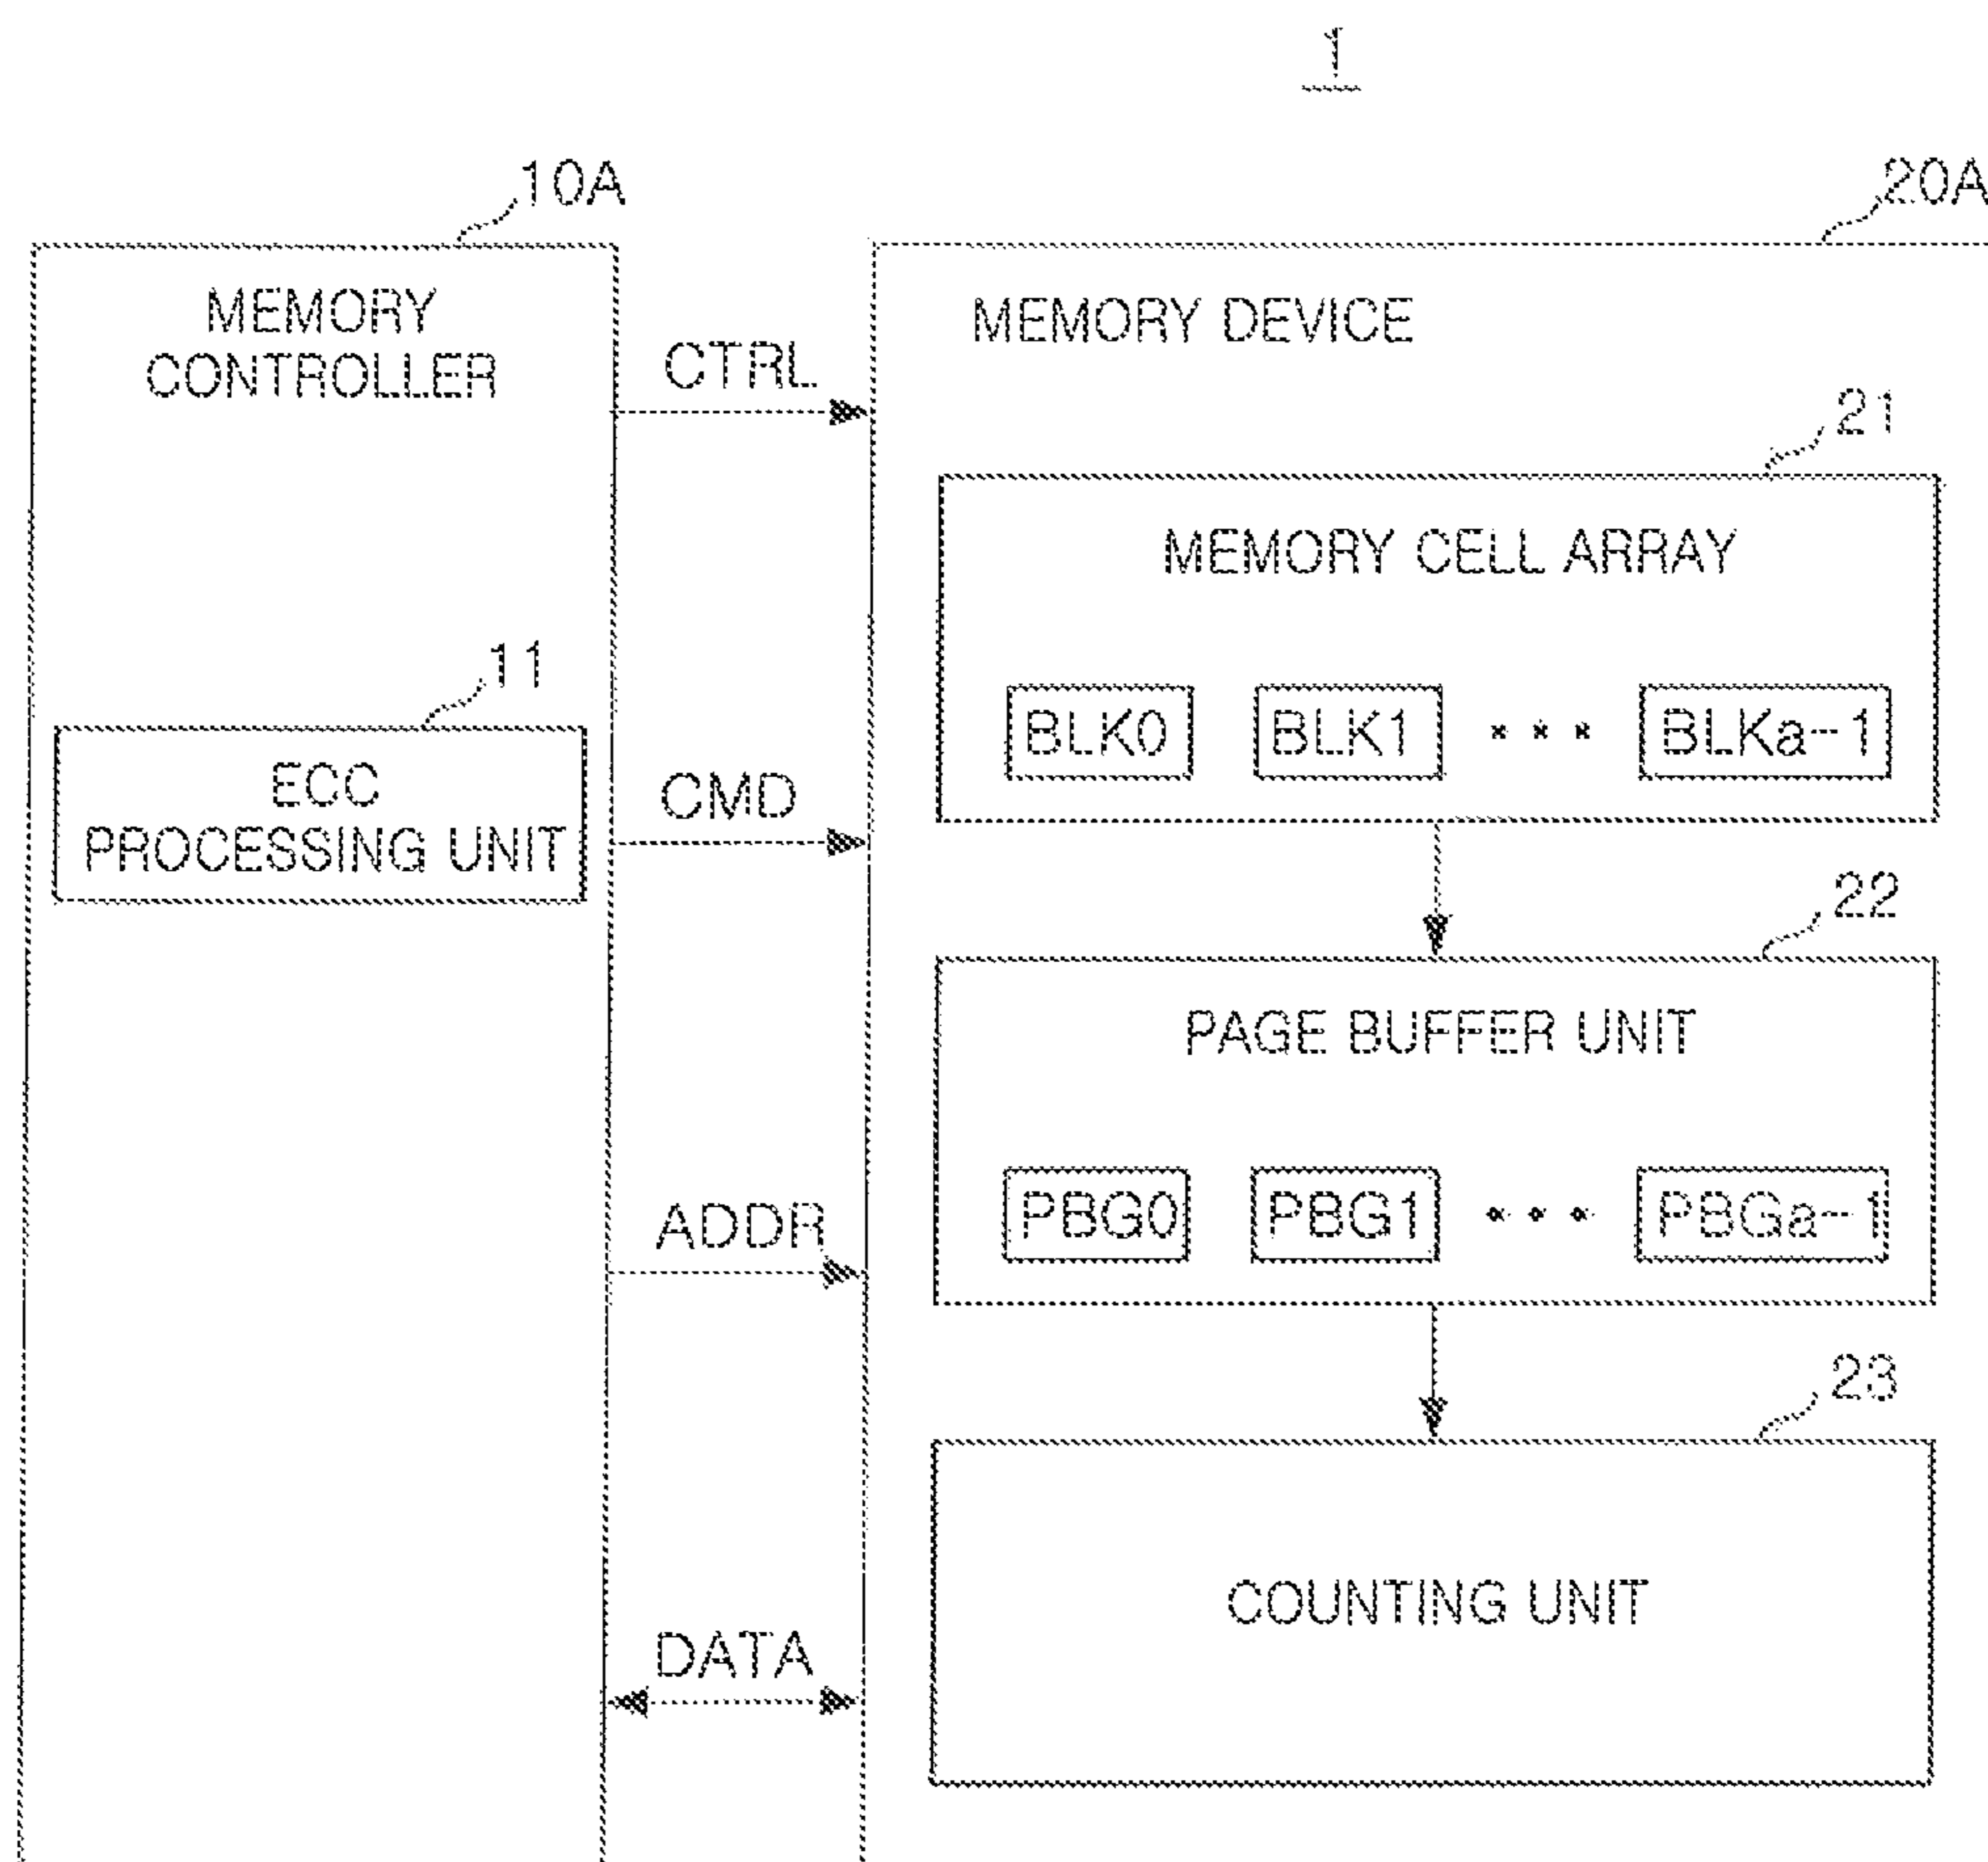 1
10A
20A
MEMORY
CONTROLLER
11
ECC
PROCESSING UNIT
CTRL
CMD
ADDR
DATA
MEMORY DEVICE
21
MEMORY CELL ARRAY
BLK0 BLK1 ··· BLKa-1
22
PAGE BUFFER UNIT
PBG0 PBG1 ··· PBGa-1
23
COUNTING UNIT